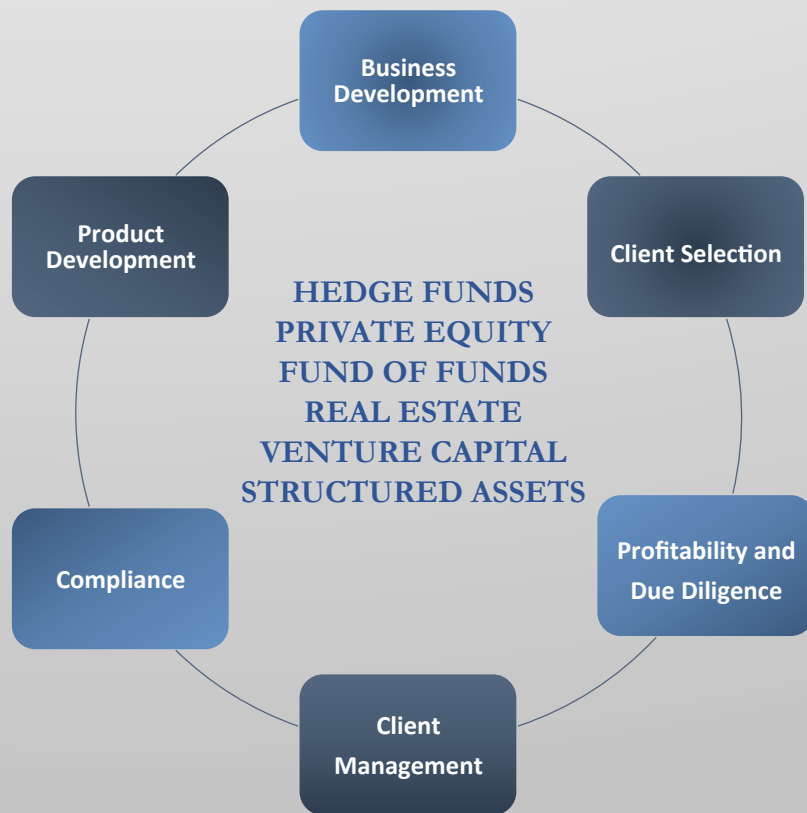 Business
Development
Product
Development
Client Selection
HEDGE FUNDS
PRIVATE EQUITY
FUND OF FUNDS
REAL ESTATE
VENTURE CAPITAL
STRUCTURED ASSETS
Compliance
Profitability and
Due Diligence
Client
Management